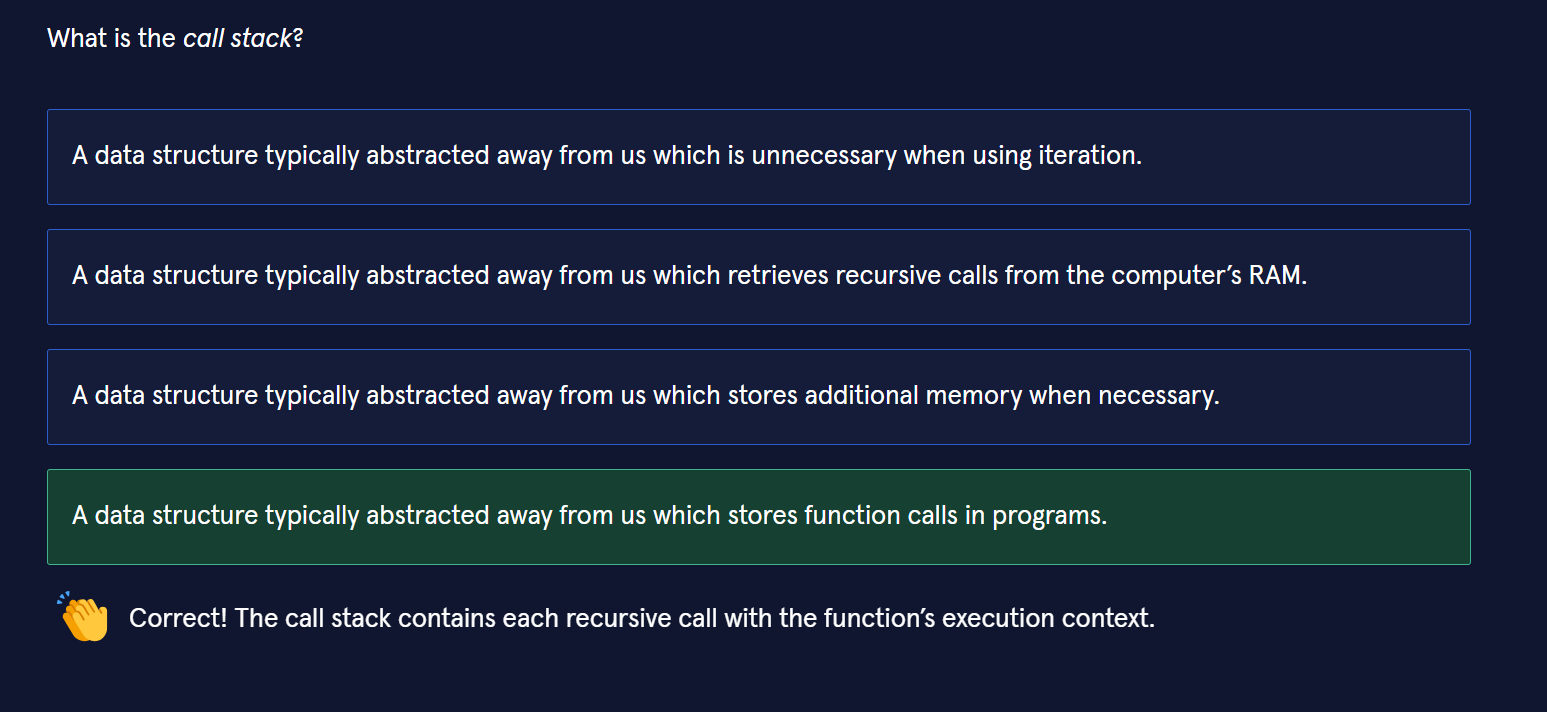 What is the call stack?
A data structure typically abstracted away from us which is unnecessary when using iteration.
A data structure typically abstracted away from us which retrieves recursive calls from the computer’s RAM.
A data structure typically abstracted away from us which stores additional memory when necessary.
A data structure typically abstracted away from us which stores function calls in programs.
Correct! The call stack contains each recursive call with the function’s execution context.